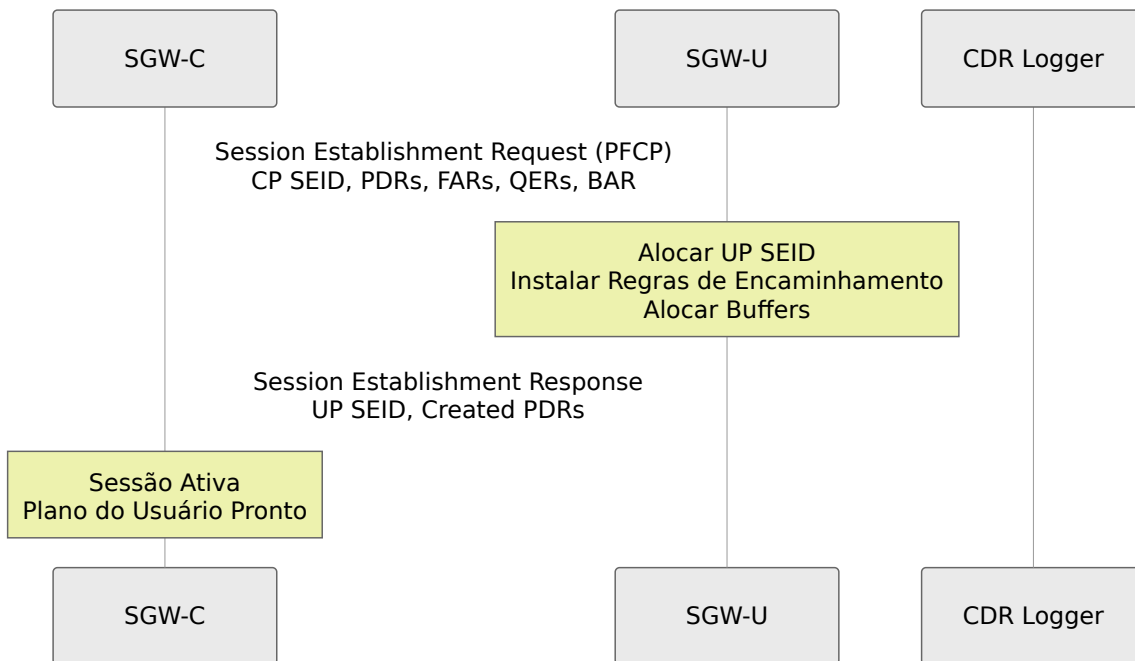 SGW-C
SGW-U
CDR Logger
Session Establishment Request (PFCP)
CP SEID, PDRs, FARs, QERs, BAR
Alocar UP SEID
Instalar Regras de Encaminhamento
Alocar Buffers
Session Establishment Response
UP SEID, Created PDRs
Sessão Ativa
Plano do Usuário Pronto
SGW-C
SGW-U
CDR Logger